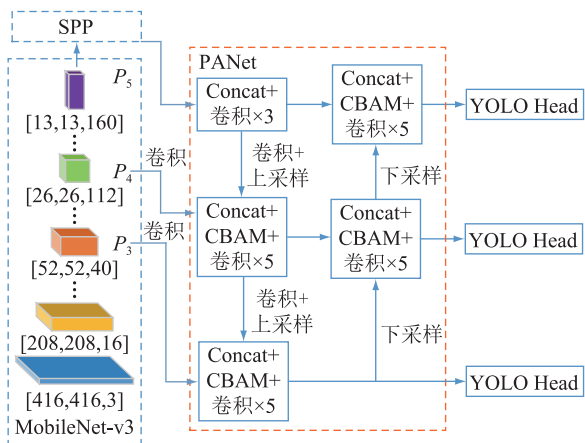 SPP
P5
[13,13,160]
P4
[26,26,112]
P3
[52,52,40]
[208,208,16]
[416,416,3]
MobileNet-v3
卷积
卷积
PANet
Concat+
卷积×3
卷积+
上采样
Concat+
CBAM+
卷积×5
卷积+
上采样
Concat+
CBAM+
卷积×5
Concat+
CBAM+
卷积×5
下采样
Concat+
CBAM+
卷积×5
下采样
YOLO Head
YOLO Head
YOLO Head